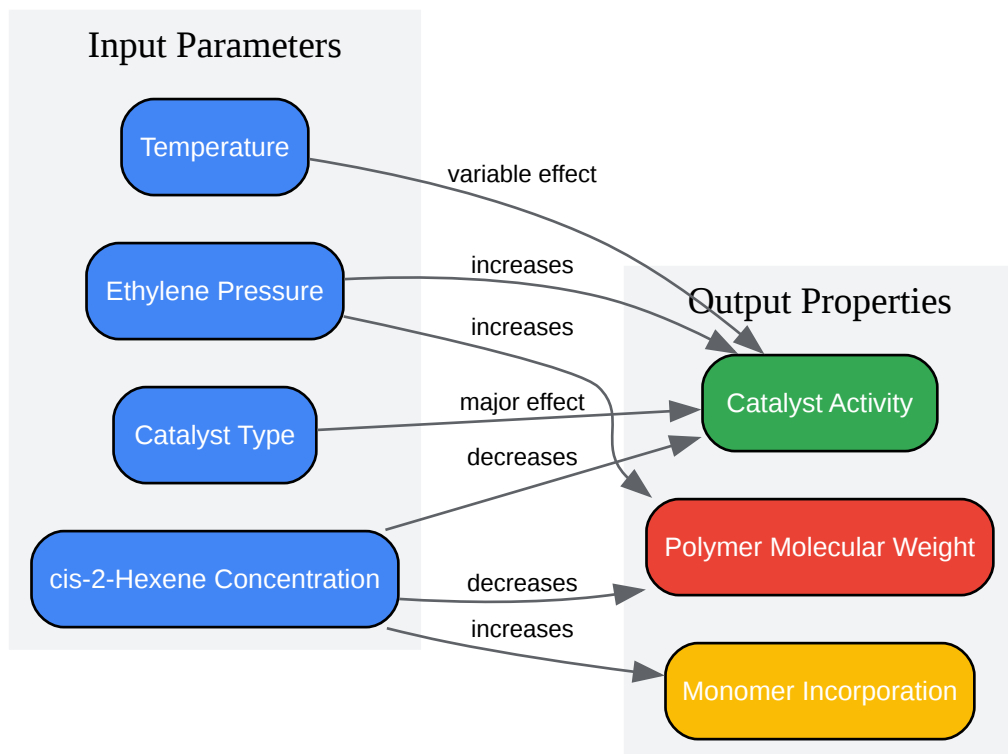 Input Parameters
Temperature
variable effect
Ethylene Pressure
increases
increases
Catalyst Type
major effect
decreases
cis-2-Hexene Concentration
decreases
increases
Output Properties
Catalyst Activity
Polymer Molecular Weight
Monomer Incorporation